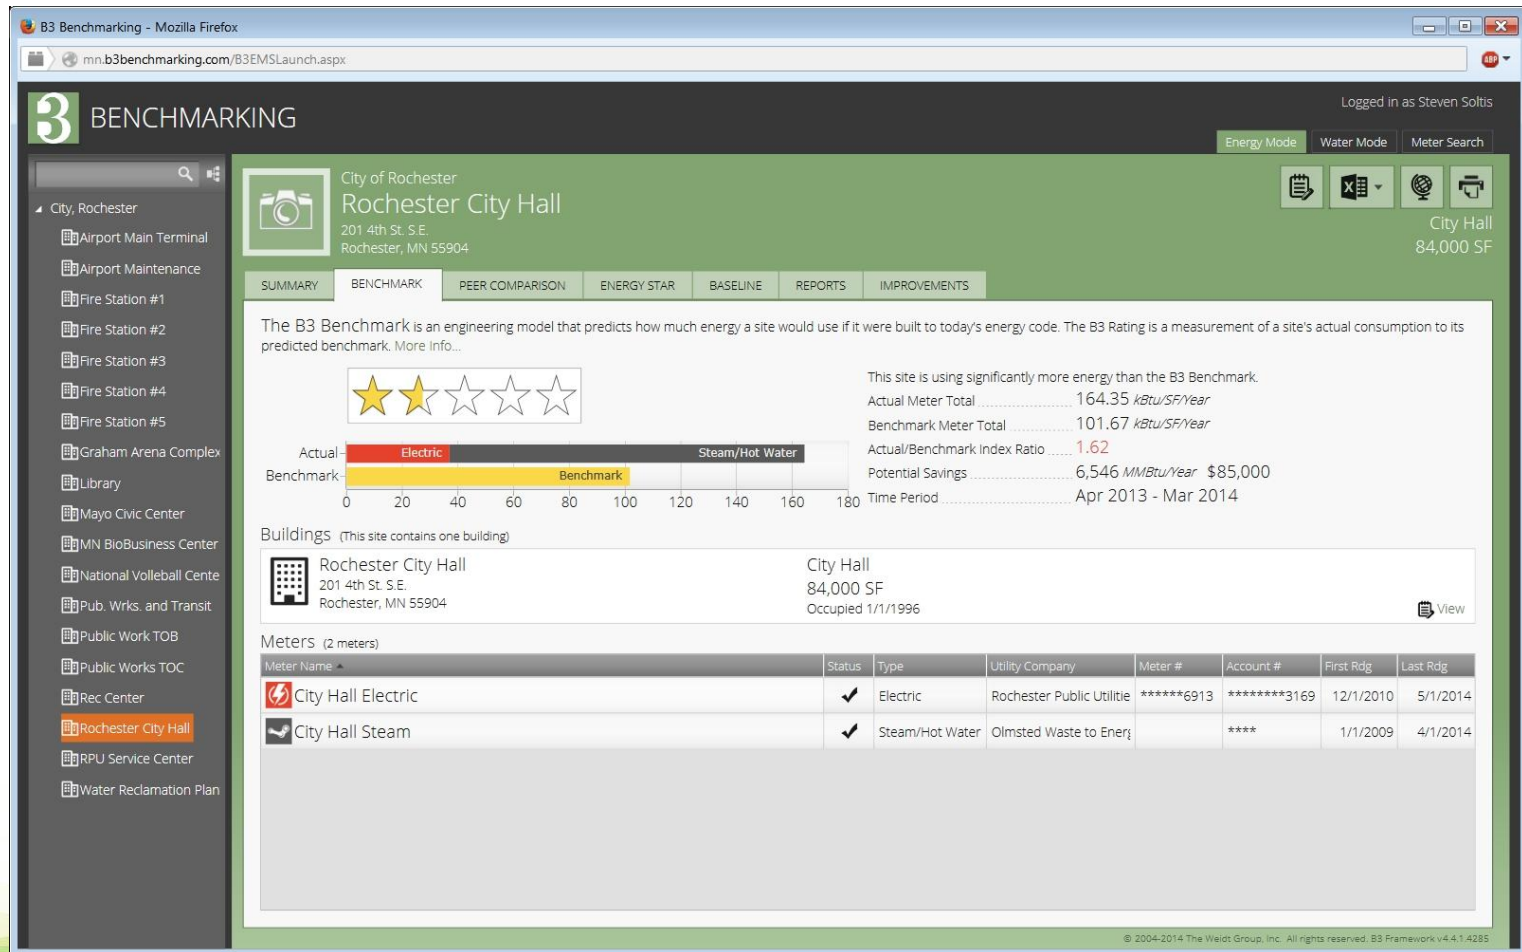 B3 Benchmarking - Mozilla Firefox
mn.b3benchmarking.com/B3EMSLaunch.aspx
ABP
B3 BENCHMARKING
Logged in as Steven Soltis
Energy Mode Water Mode Meter Search
City, Rochester
Airport Main Terminal
Airport Maintenance
Fire Station #1
Fire Station #2
Fire Station #3
Fire Station #4
Fire Station #5
Graham Arena Complex
Library
Mayo Civic Center
MN BioBusiness Center
National Volleball Cente
Pub. Wrks. and Transit
Public Work TOB
Public Works TOC
Rec Center
Rochester City Hall
RPU Service Center
Water Reclamation Plan
City of Rochester
Rochester City Hall
201 4th St. S.E.
Rochester, MN 55904
City Hall
84,000 SF
SUMMARY BENCHMARK PEER COMPARISON ENERGY STAR BASELINE REPORTS IMPROVEMENTS
The B3 Benchmark is an engineering model that predicts how much energy a site would use if it were built to today's energy code. The B3 Rating is a measurement of a site's actual consumption to its
predicted benchmark. More Info...
Actual Electric Steam/Hot Water
Benchmark Benchmark
0 20 40 60 80 100 120 140 160 180
This site is using significantly more energy than the B3 Benchmark.
Actual Meter Total 164.35 kBtu/SF/Year
Benchmark Meter Total 101.67 kBtu/SF/Year
Actual/Benchmark Index Ratio 1.62
Potential Savings 6,546 MMBtu/Year $85,000
Time Period Apr 2013 - Mar 2014
Buildings (This site contains one building)
Rochester City Hall
201 4th St. S.E.
Rochester, MN 55904
City Hall
84,000 SF
Occupied 1/1/1996
View
Meters (2 meters)
Meter Name Status Type Utility Company Meter # Account # First Rdg Last Rdg
City Hall Electric Electric Rochester Public Utilitie ******6913 ********3169 12/1/2010 5/1/2014
City Hall Steam Steam/Hot Water Olmsted Waste to Energ **** 1/1/2009 4/1/2014
© 2004-2014 The Weidt Group, Inc. All rights reserved. B3 Framework v4.4.1.4285